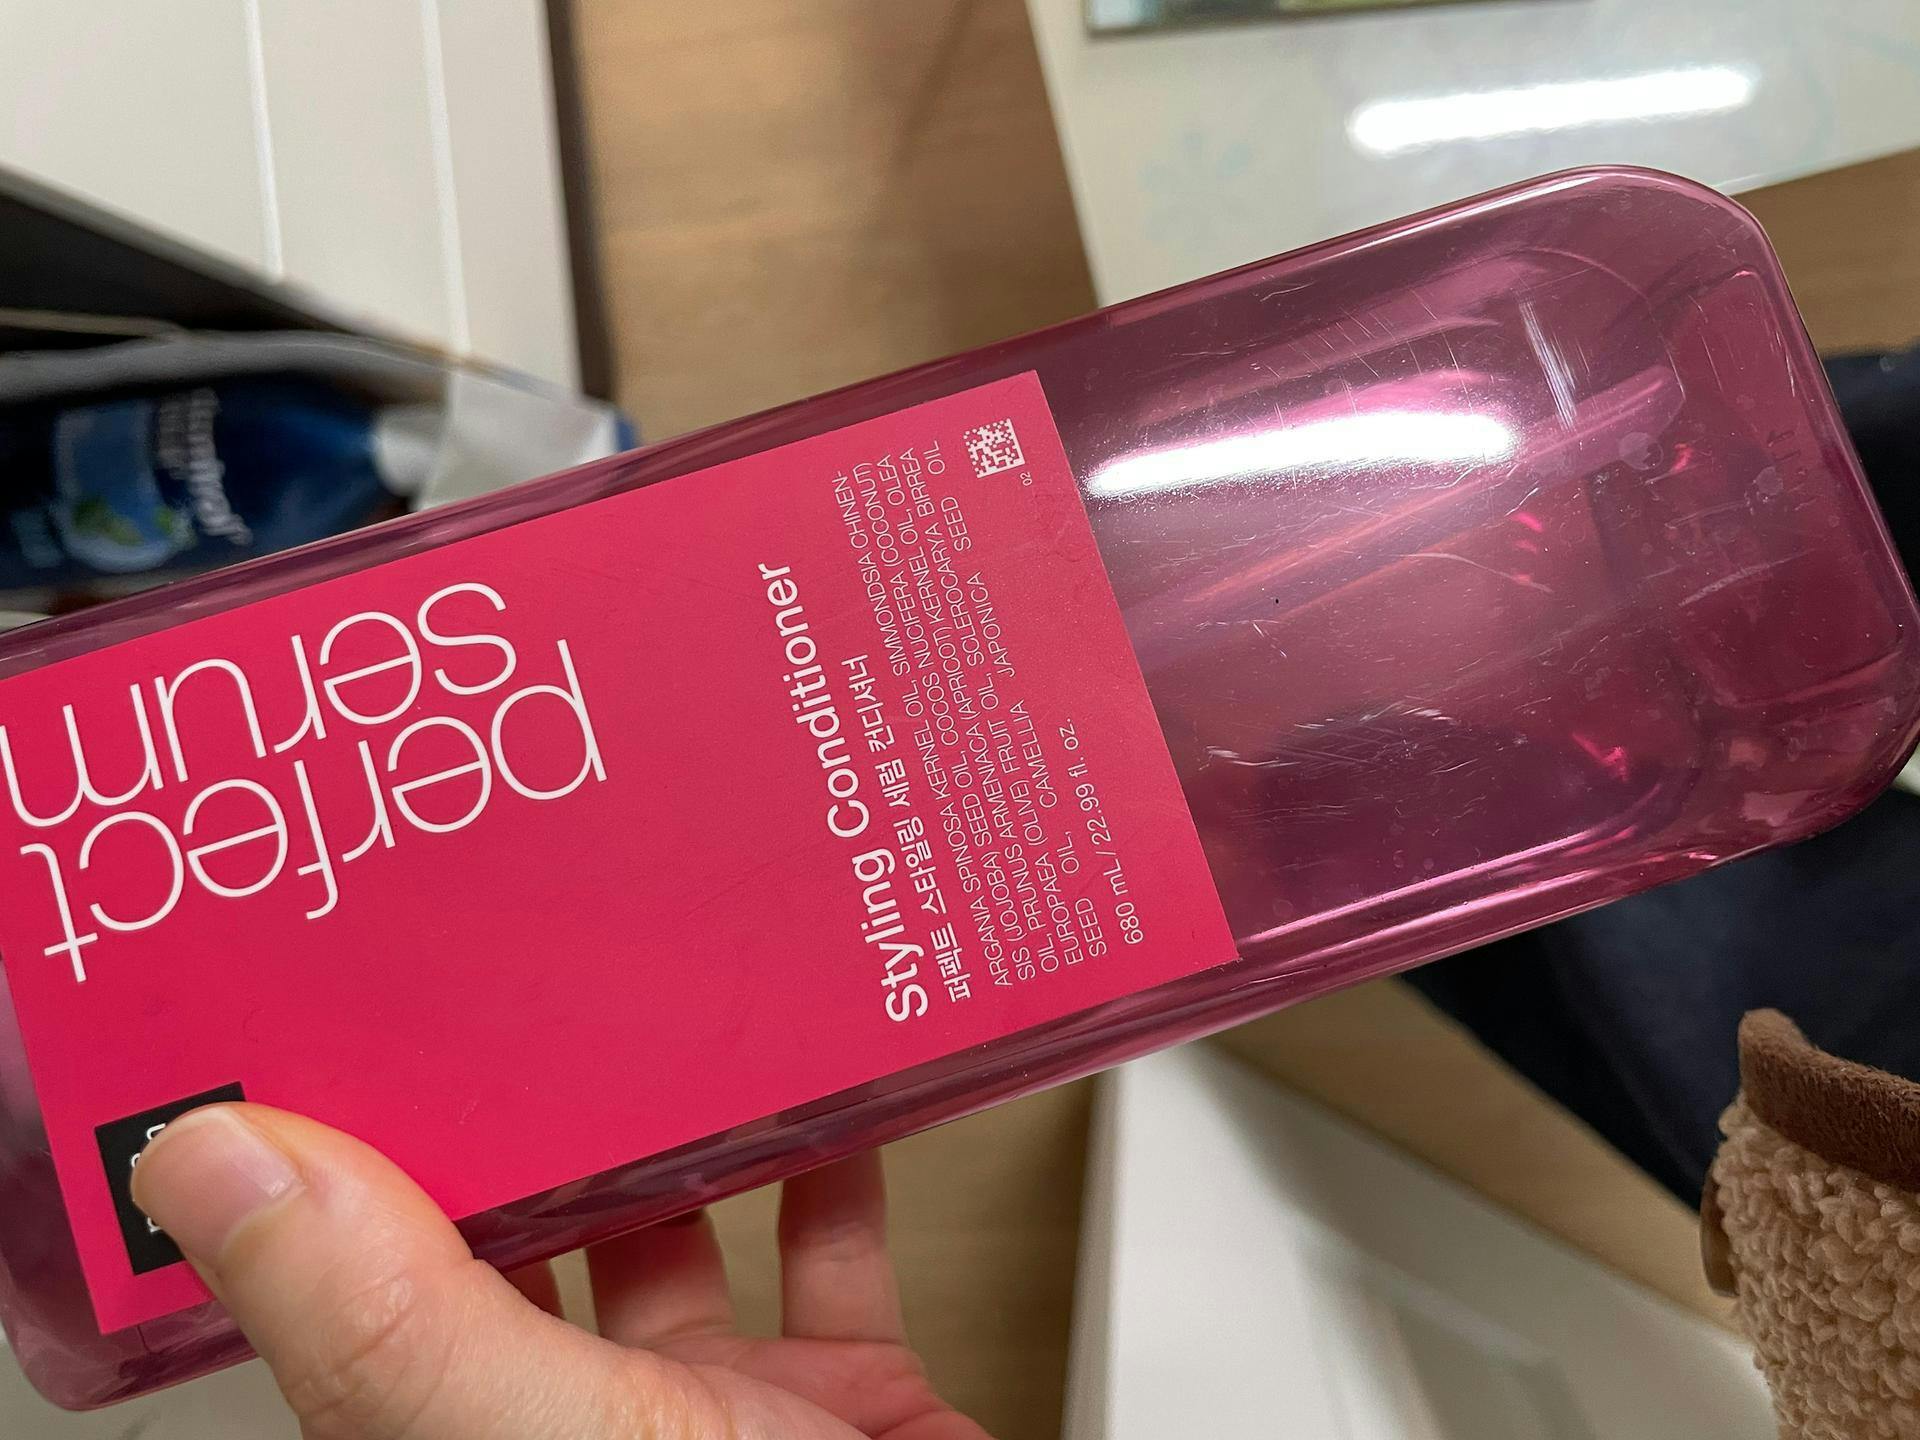 perfect
serum
Styling Conditioner
퍼펙트 스타일링 세럼 컨디셔너
ARGANIA SPINOSA KERNEL OIL, SIMMONDSIA CHINEN-
SIS (JOJOBA) SEED OIL, COCOS NUCIFERA (COCONUT)
OIL, PRUNUS ARMENIACA (APRICOT) KERNEL OIL, OLEA
EUROPAEA (OLIVE) FRUIT OIL, SCLEROCARYA BIRREA
SEED OIL, CAMELLIA JAPONICA SEED OIL
680 mL / 22.99 fl. oz.
02